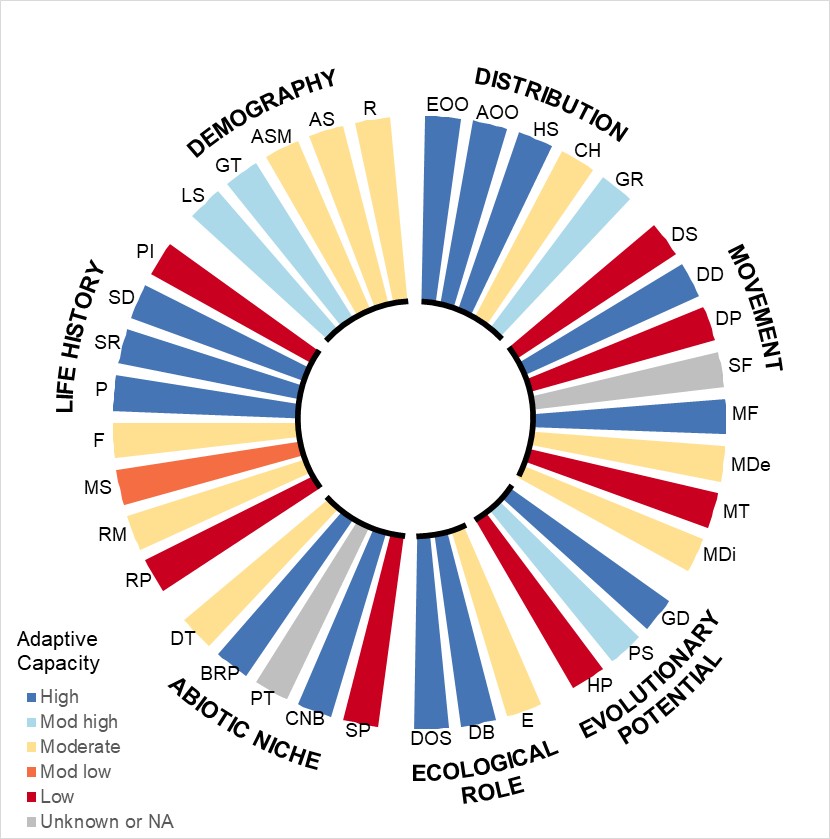 DISTRIBUTION
EOO
AOO
HS
CH
GR
MOVEMENT
DS
DD
DP
SF
MF
MDe
MT
MDi
EVOLUTIONARY
POTENTIAL
GD
PS
HP
ECOLOGICAL
ROLE
E
DB
DOS
ABIOTIC NICHE
SP
CNB
PT
BRP
DT
LIFE HISTORY
RP
RM
MS
F
P
SR
SD
PI
DEMOGRAPHY
LS
GT
ASM
AS
R
Adaptive
Capacity
High
Mod high
Moderate
Mod low
Low
Unknown or NA